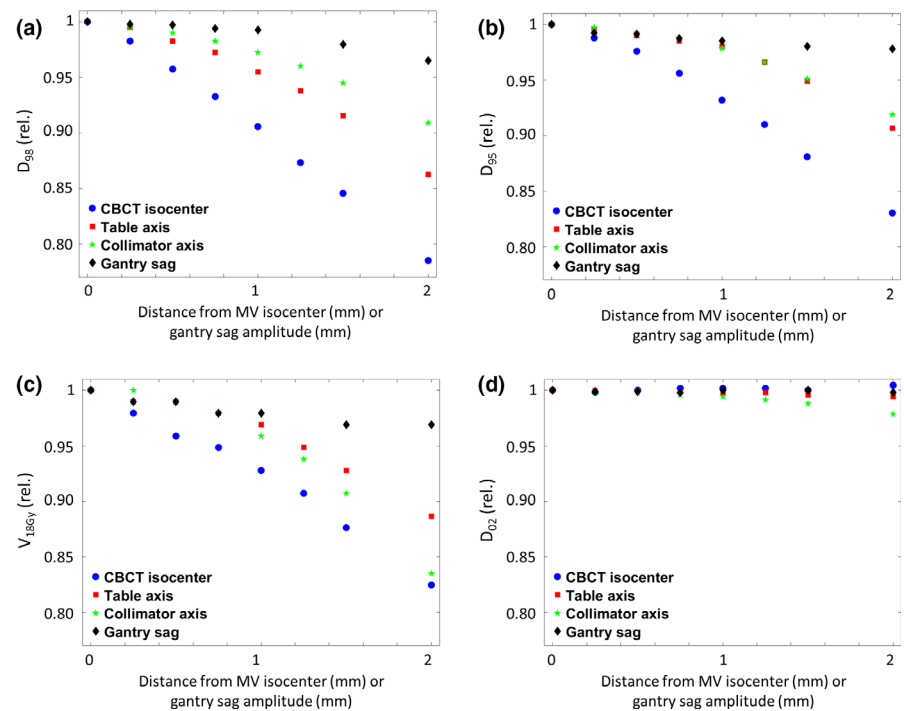 (a)
1
0.95
0.90
0.85
0.80
D98 (rel.)
CBCT isocenter
Table axis
Collimator axis
Gantry sag
0 1 2
Distance from MV isocenter (mm) or
gantry sag amplitude (mm)
(b)
1
0.95
0.90
0.85
0.80
D95 (rel.)
CBCT isocenter
Table axis
Collimator axis
Gantry sag
0 1 2
Distance from MV isocenter (mm) or
gantry sag amplitude (mm)
(c)
1
0.95
0.90
0.85
0.80
V18Gy (rel.)
CBCT isocenter
Table axis
Collimator axis
Gantry sag
0 1 2
Distance from MV isocenter (mm) or
gantry sag amplitude (mm)
(d)
1
0.95
0.90
0.85
0.80
D02 (rel.)
CBCT isocenter
Table axis
Collimator axis
Gantry sag
0 1 2
Distance from MV isocenter (mm) or
gantry sag amplitude (mm)